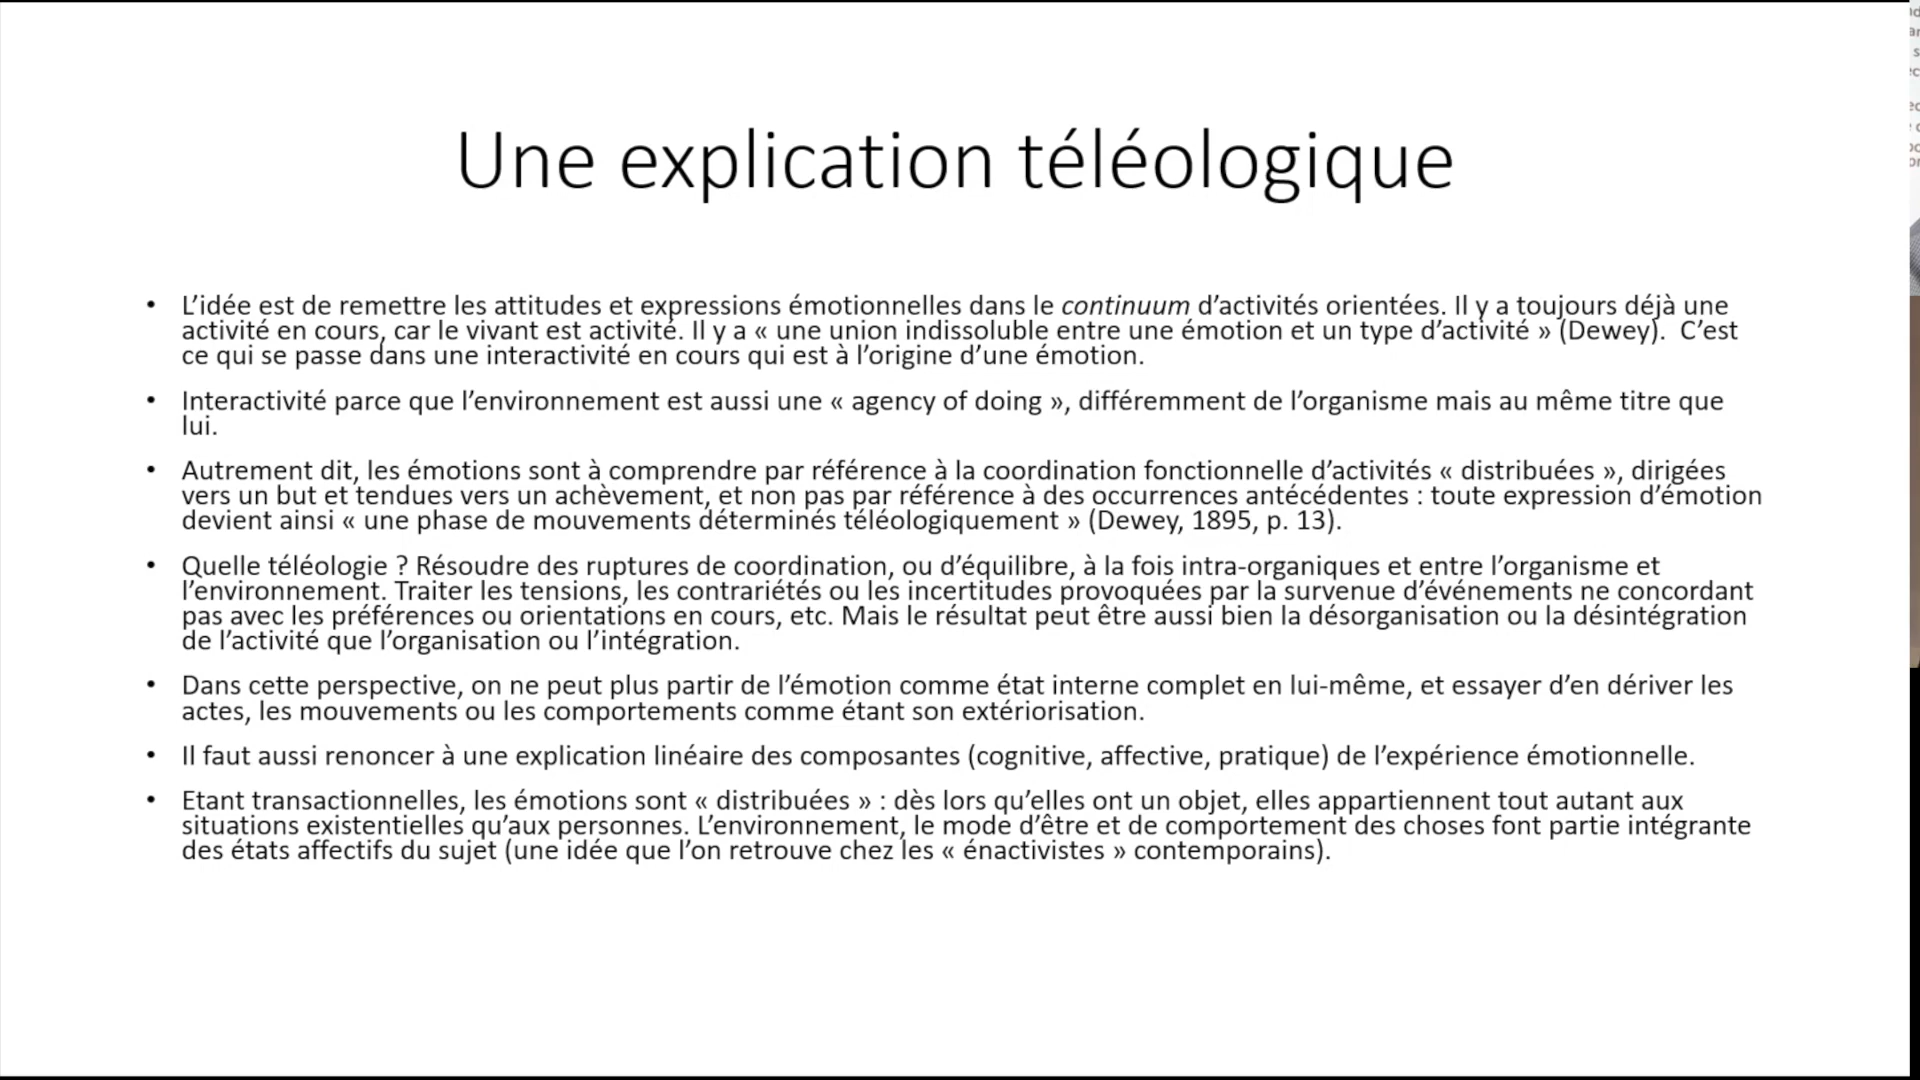 Une explication téléologique
• L'idée est de remettre les attitudes et expressions émotionnelles dans le continuum d'activités orientées. Il y a toujours déjà une
activité en cours, car le vivant est activité. Il y a « une union indissoluble entre une émotion et un type d'activité » (Dewey).  C'est
ce qui se passe dans une interactivité en cours qui est à l'origine d'une émotion.
• Interactivité parce que l'environnement est aussi une « agency of doing », différemment de l'organisme mais au même titre que
lui.
• Autrement dit, les émotions sont à comprendre par référence à la coordination fonctionnelle d'activités « distribuées », dirigées
vers un but et tendues vers un achèvement, et non pas par référence à des occurrences antécédentes : toute expression d'émotion
devient ainsi « une phase de mouvements déterminés téléologiquement » (Dewey, 1895, p. 13).
• Quelle téléologie ? Résoudre des ruptures de coordination, ou d'équilibre, à la fois intra-organiques et entre l'organisme et
l'environnement. Traiter les tensions, les contrariétés ou les incertitudes provoquées par la survenue d'événements ne concordant
pas avec les préférences ou orientations en cours, etc. Mais le résultat peut être aussi bien la désorganisation ou la désintégration
de l'activité que l'organisation ou l'intégration.
• Dans cette perspective, on ne peut plus partir de l'émotion comme état interne complet en lui-même, et essayer d'en dériver les
actes, les mouvements ou les comportements comme étant son extériorisation.
• Il faut aussi renoncer à une explication linéaire des composantes (cognitive, affective, pratique) de l'expérience émotionnelle.
• Etant transactionnelles, les émotions sont « distribuées » : dès lors qu'elles ont un objet, elles appartiennent tout autant aux
situations existentielles qu'aux personnes. L'environnement, le mode d'être et de comportement des choses font partie intégrante
des états affectifs du sujet (une idée que l'on retrouve chez les « énactivistes » contemporains).